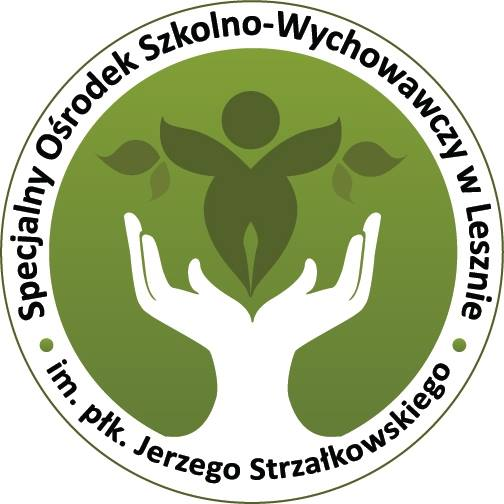 Specjalny Ośrodek Szkolno-Wychowawczy w Lesznie
im. płk. Jerzego Strzałkowskiego